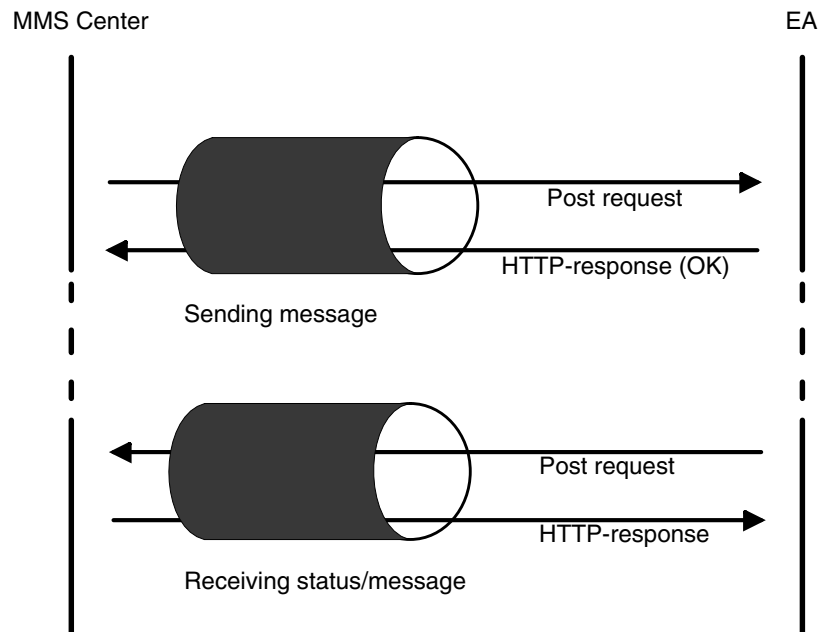 MMS Center
EA
Post request
HTTP-response (OK)
Sending message
Post request
HTTP-response
Receiving status/message